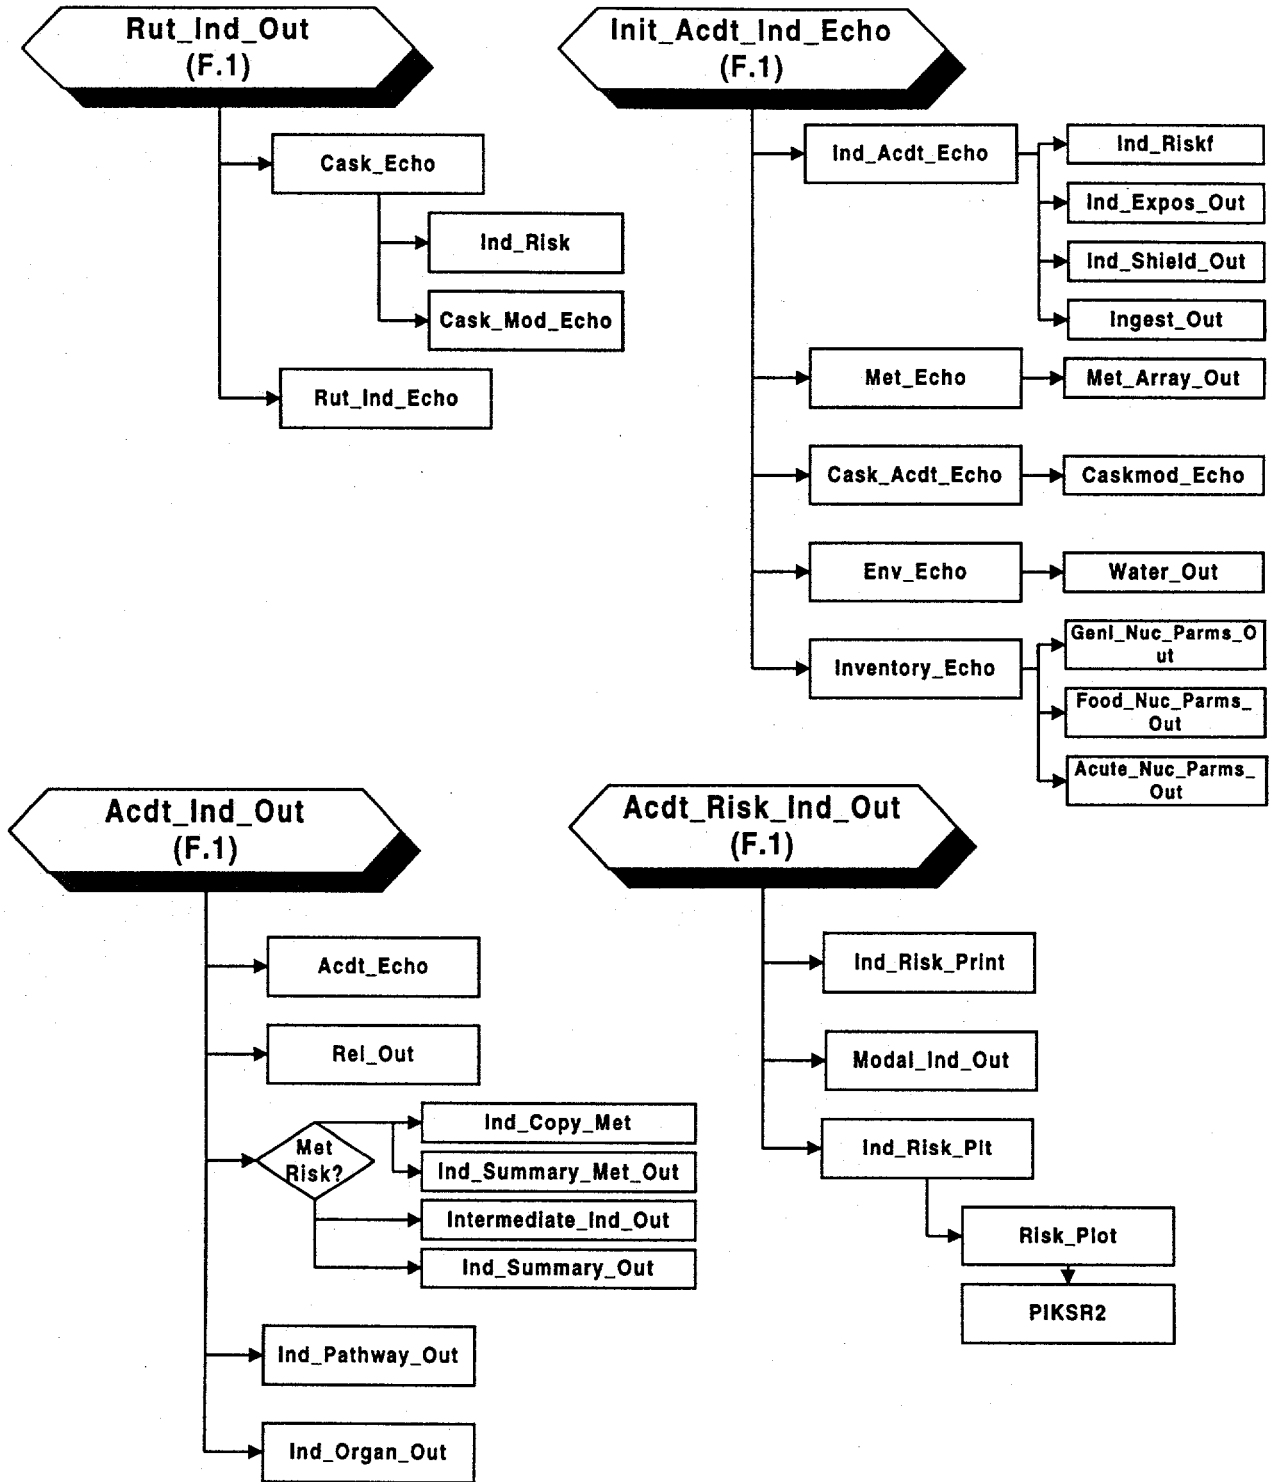 Rut_Ind_Out
(F.1)
Cask_Echo
Ind_Risk
Cask_Mod_Echo
Rut_Ind_Echo
Init_Acdt_Ind_Echo
(F.1)
Ind_Acdt_Echo
Ind_Riskf
Ind_Expos_Out
Ind_Shield_Out
Ingest_Out
Met_Echo
Met_Array_Out
Cask_Acdt_Echo
Caskmod_Echo
Env_Echo
Water_Out
Inventory_Echo
Genl_Nuc_Parms_O
ut
Food_Nuc_Parms_
Out
Acute_Nuc_Parms_
Out
Acdt_Ind_Out
(F.1)
Acdt_Echo
Rel_Out
Met
Risk?
Ind_Copy_Met
Ind_Summary_Met_Out
Intermediate_Ind_Out
Ind_Summary_Out
Ind_Pathway_Out
Ind_Organ_Out
Acdt_Risk_Ind_Out
(F.1)
Ind_Risk_Print
Modal_Ind_Out
Ind_Risk_Plt
Risk_Plot
PIKSR2